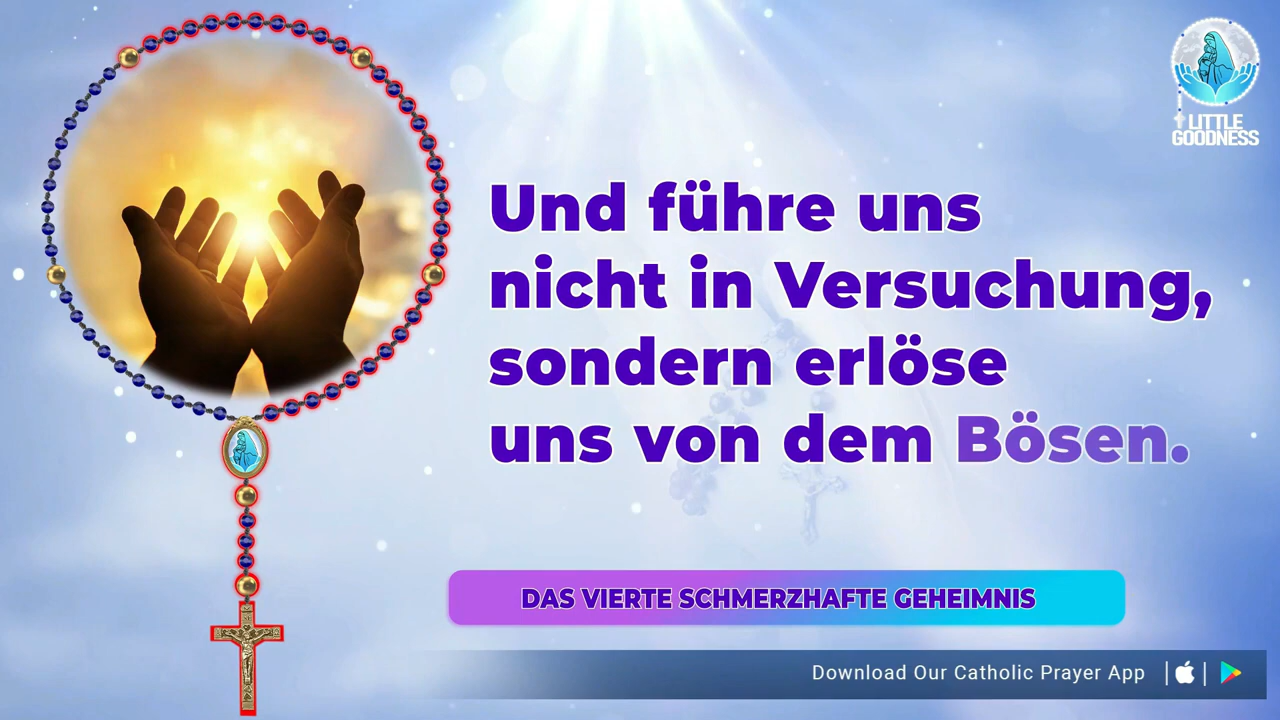 LITTLE
GOODNESS
Und führe uns
nicht in Versuchung,
sondern erlöse
uns von dem Bösen.
DAS VIERTE SCHMERZHAFTE GEHEIMNIS
Download Our Catholic Prayer App